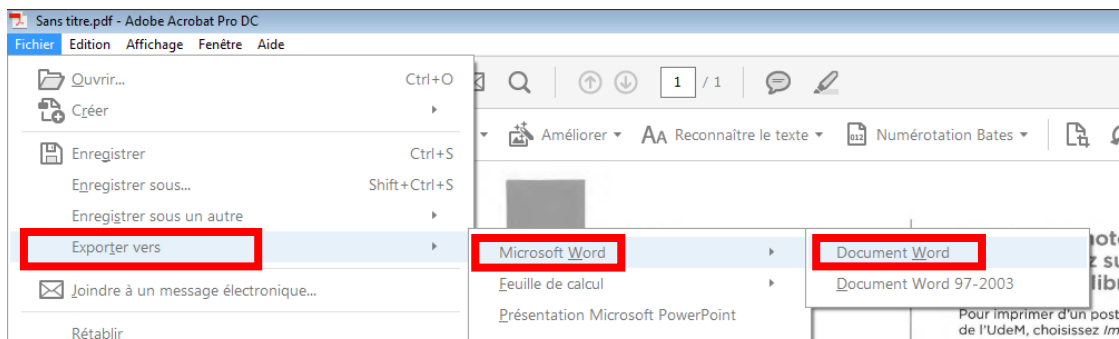 Sans titre.pdf - Adobe Acrobat Pro DC
Fichier Edition Affichage Fenêtre Aide
Ouvrir... Ctrl+O
1 / 1
Créer
Améliorer Reconnaître le texte 012 Numérotation Bates
Enregistrer Ctrl+S
Enregistrer sous... Shift+Ctrl+S
Enregistrer sous un autre
Exporter vers
Microsoft Word
Document Word
Joindre à un message électronique...
Feuille de calcul
Document Word 97-2003
Présentation Microsoft PowerPoint
Pour imprimer d'un post
Rétablir
de l'UdeM, choisissez Im